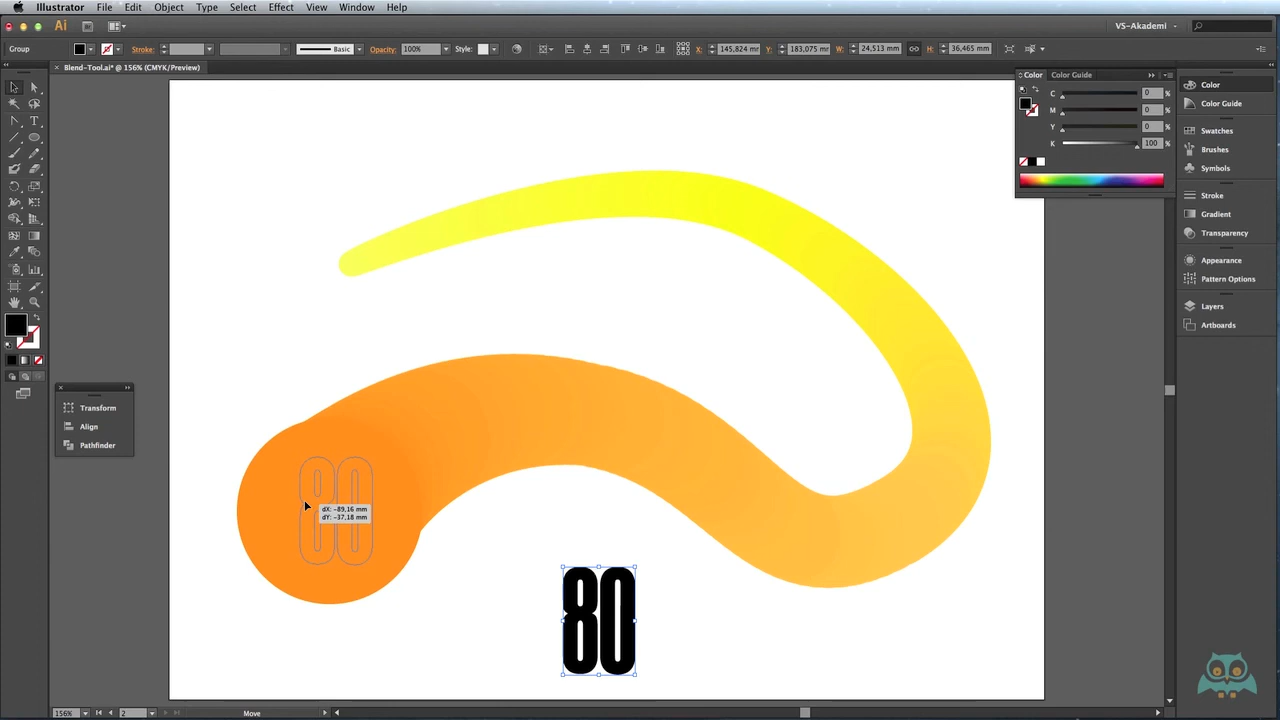 Illustrator File Edit Object Type Select Effect View Window Help
Ai VS-Akademi
Group Stroke: Basic Opacity: 100% Style: X: 145,824 mm Y: 183,075 mm W: 24,513 mm H: 36,465 mm
Blend-Tool.ai* @ 156% (CMYK/Preview)
Color Color Guide
C 0 %
M 0 %
Y 0 %
K 100 %
Color
Color Guide
Swatches
Brushes
Symbols
Stroke
Gradient
Transparency
Appearance
Pattern Options
Layers
Artboards
Transform
Align
Pathfinder
80
dX: -89,16 mm
dY: -37,18 mm
80
156% 2 Move